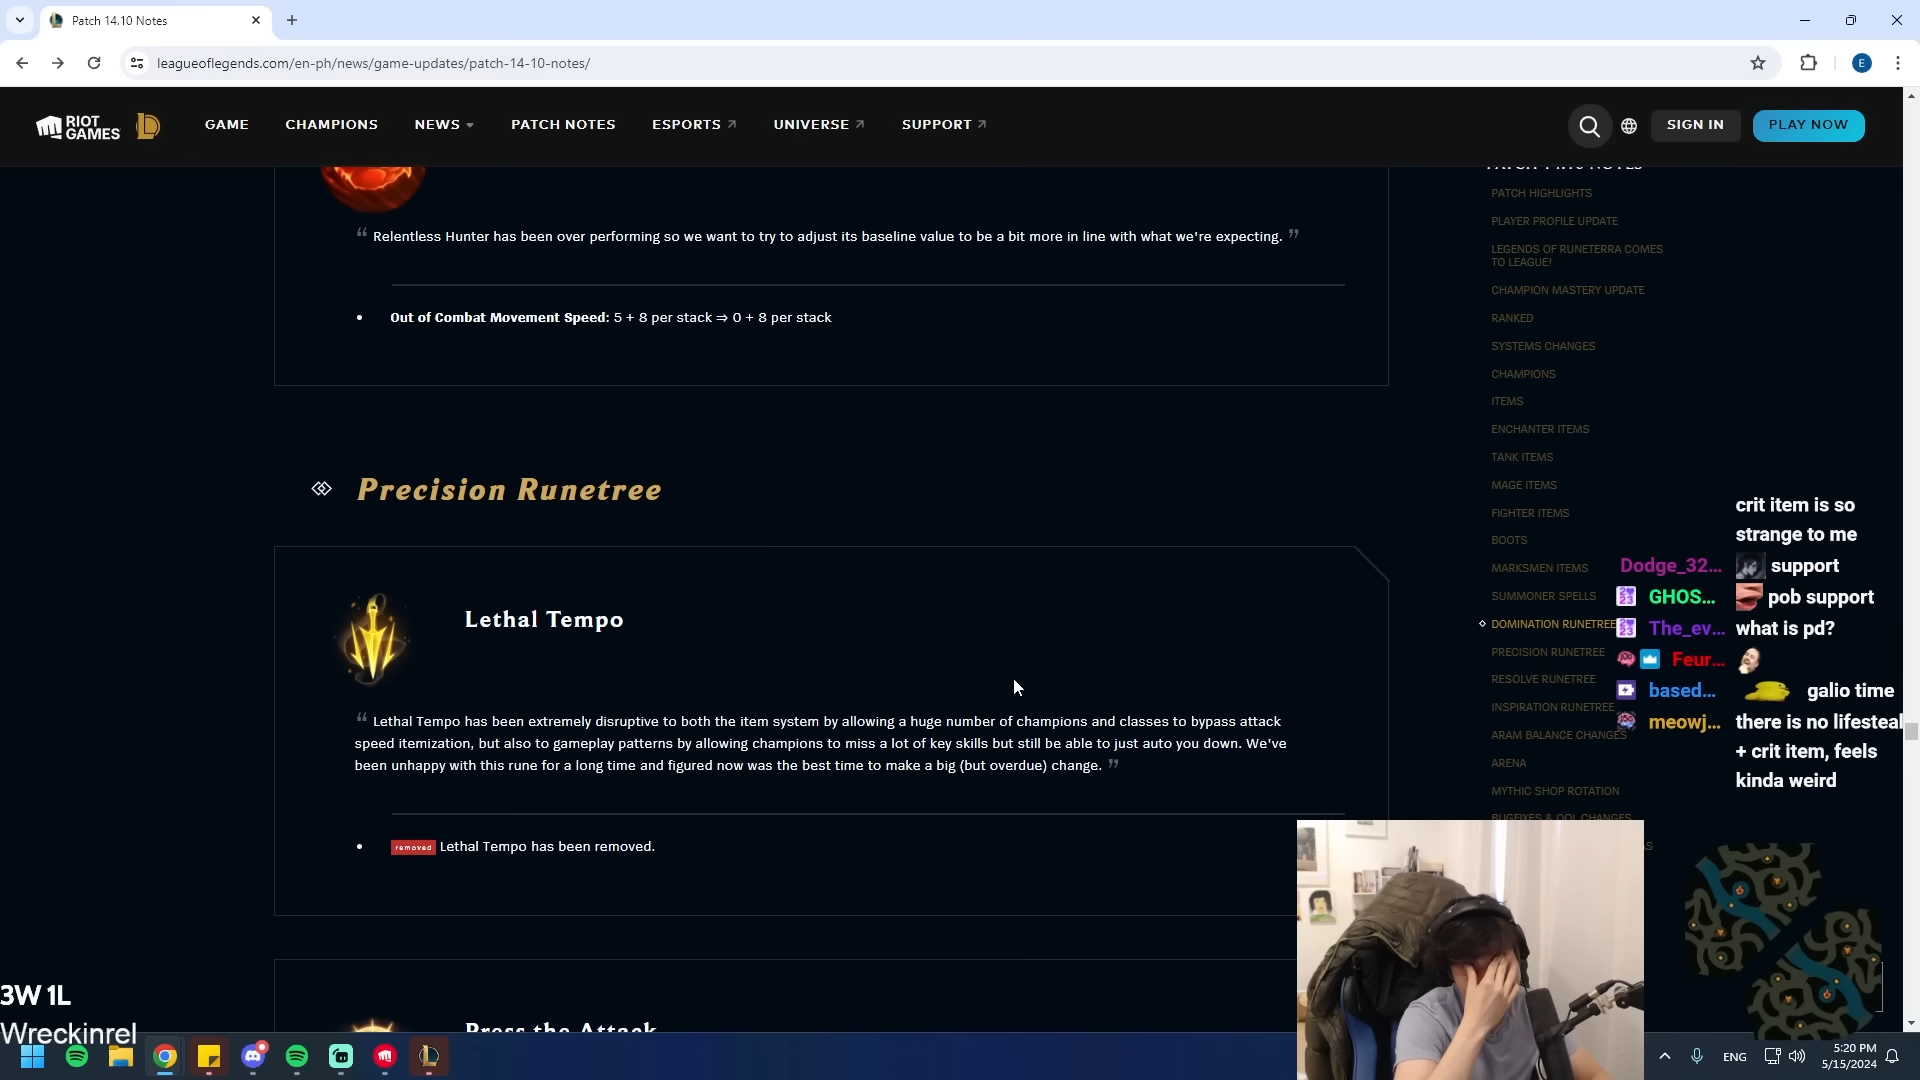 Patch 14.10 Notes
leagueoflegends.com/en-ph/news/game-updates/patch-14-10-notes/
E
RIOT GAMES
GAME
CHAMPIONS
NEWS
PATCH NOTES
ESPORTS
UNIVERSE
SUPPORT
SIGN IN
PLAY NOW
“ Relentless Hunter has been over performing so we want to try to adjust its baseline value to be a bit more in line with what we're expecting. ”
• Out of Combat Movement Speed: 5 + 8 per stack ⇒ 0 + 8 per stack
Precision Runetree
Lethal Tempo
“ Lethal Tempo has been extremely disruptive to both the item system by allowing a huge number of champions and classes to bypass attack
speed itemization, but also to gameplay patterns by allowing champions to miss a lot of key skills but still be able to just auto you down. We've
been unhappy with this rune for a long time and figured now was the best time to make a big (but overdue) change. ”
• removed Lethal Tempo has been removed.
Press the Attack
PATCH 14.10 NOTES
PATCH HIGHLIGHTS
PLAYER PROFILE UPDATE
LEGENDS OF RUNETERRA COMES
TO LEAGUE!
CHAMPION MASTERY UPDATE
RANKED
SYSTEMS CHANGES
CHAMPIONS
ITEMS
ENCHANTER ITEMS
TANK ITEMS
MAGE ITEMS
FIGHTER ITEMS
BOOTS
MARKSMEN ITEMS
SUMMONER SPELLS
DOMINATION RUNETREE
PRECISION RUNETREE
RESOLVE RUNETREE
INSPIRATION RUNETREE
ARAM BALANCE CHANGES
ARENA
MYTHIC SHOP ROTATION
BUGFIXES & QOL CHANGES
crit item is so
strange to me
Dodge_32... support
GHOS... pob support
The_ev... what is pd?
Feur...
based... galio time
meowj... there is no lifesteal
+ crit item, feels
kinda weird
3W 1L
Wreckinrel
ENG
5:20 PM
5/15/2024